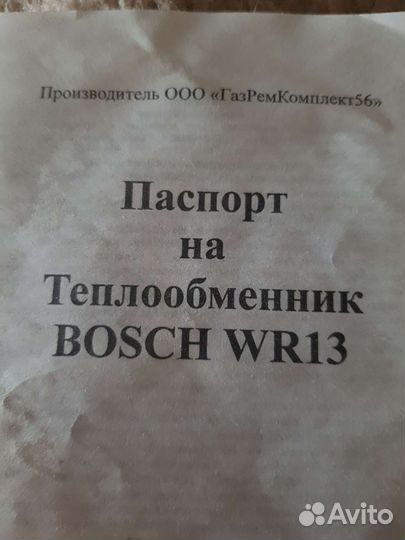 Производитель ООО «ГазРемКомплект56»
Паспорт
на
Теплообменник
BOSCH WR13
Avito